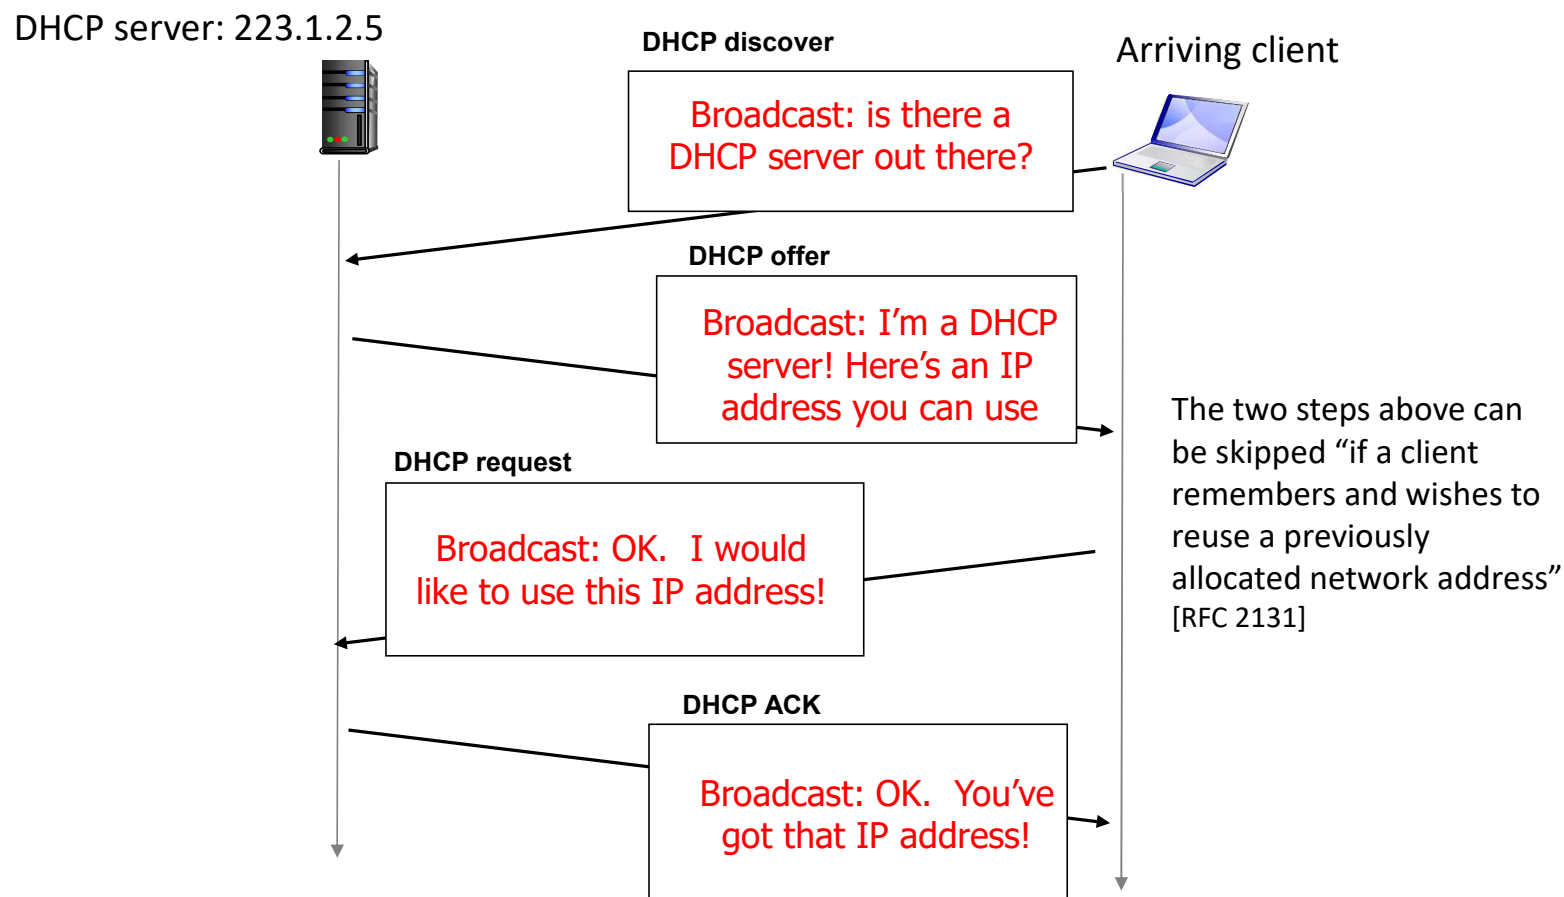 DHCP server: 223.1.2.5
DHCP discover
Arriving client
Broadcast: is there a
DHCP server out there?
DHCP offer
Broadcast: I’m a DHCP
server! Here’s an IP
address you can use
The two steps above can
be skipped “if a client
remembers and wishes to
reuse a previously
allocated network address”
[RFC 2131]
DHCP request
Broadcast: OK.  I would
like to use this IP address!
DHCP ACK
Broadcast: OK.  You’ve
got that IP address!